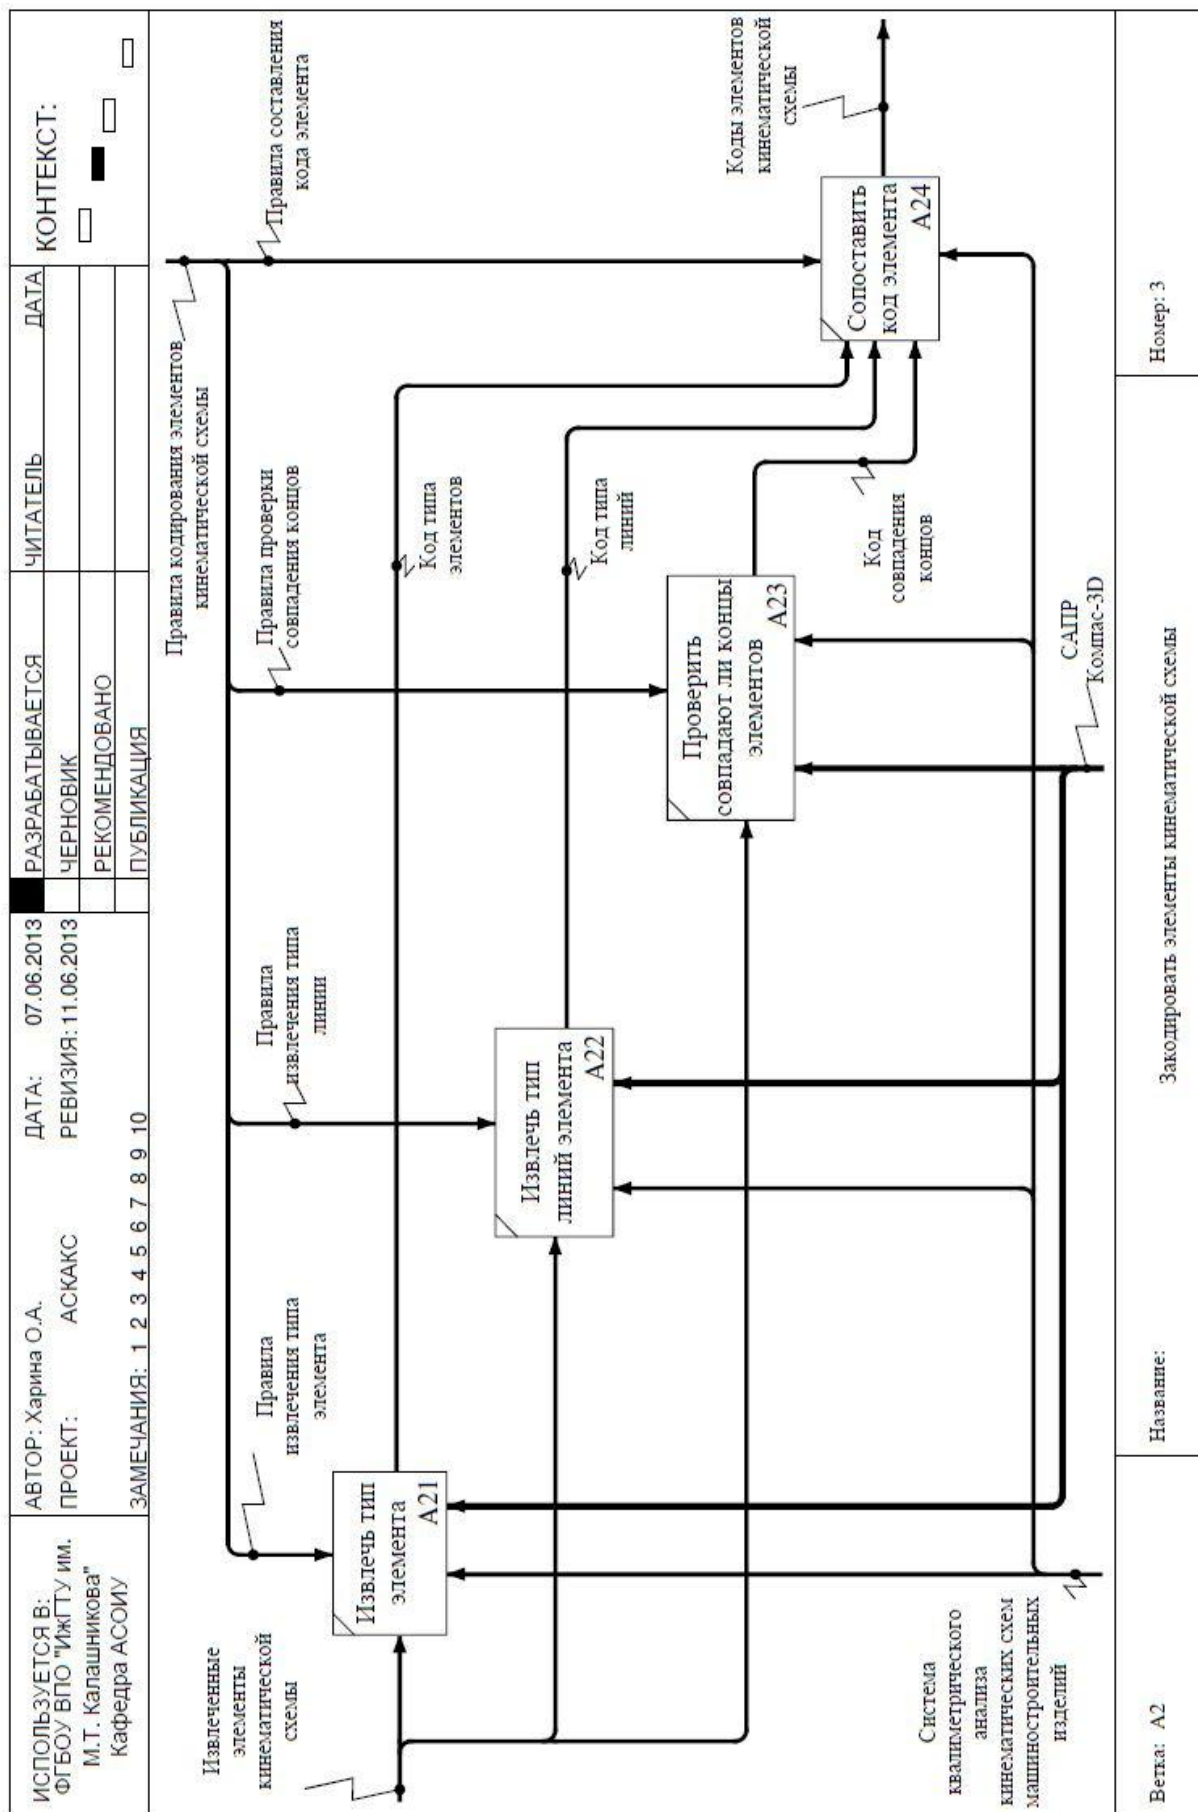 ИСПОЛЬЗУЕТСЯ В:
ФГБОУ ВПО "ИжГТУ им.
М.Т. Калашникова"
Кафедра АСОИУ
АВТОР: Харина О.А.
ДАТА: 07.06.2013
ПРОЕКТ: АСКАКС
РЕВИЗИЯ: 11.06.2013
ЗАМЕЧАНИЯ: 1 2 3 4 5 6 7 8 9 10
РАЗРАБАТЫВАЕТСЯ
ЧЕРНОВИК
РЕКОМЕНДОВАНО
ПУБЛИКАЦИЯ
ЧИТАТЕЛЬ
ДАТА
КОНТЕКСТ:
Правила кодирования элементов
кинематической схемы
Правила составления
кода элемента
Правила проверки
совпадения концов
Правила
извлечения типа
линии
Правила
извлечения типа
элемента
Извлеченные
элементы
кинематической
схемы
Извлечь тип
элемента
А21
Код типа
элементов
Извлечь тип
линий элемента
А22
Код типа
линий
Проверить
совпадают ли концы
элементов
А23
Код
совпадения
концов
Сопоставить
код элемента
А24
Коды элементов
кинематической
схемы
Система
квалиметрического
анализа
кинематических схем
машиностроительных
изделий
САПР
Компас-3D
Ветка: А2
Название:
Закодировать элементы кинематической схемы
Номер: 3